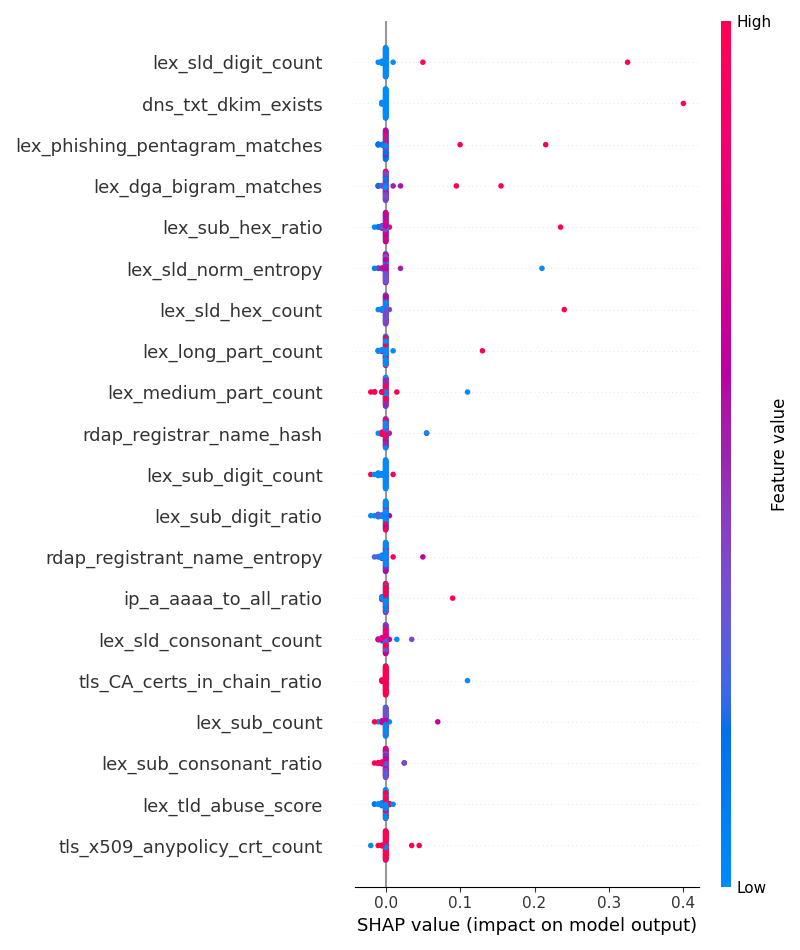 High
lex_sld_digit_count
dns_txt_dkim_exists
lex_phishing_pentagram_matches
lex_dga_bigram_matches
lex_sub_hex_ratio
lex_sld_norm_entropy
lex_sld_hex_count
lex_long_part_count
lex_medium_part_count
rdap_registrar_name_hash
lex_sub_digit_count
lex_sub_digit_ratio
rdap_registrant_name_entropy
ip_a_aaaa_to_all_ratio
lex_sld_consonant_count
tls_CA_certs_in_chain_ratio
lex_sub_count
lex_sub_consonant_ratio
lex_tld_abuse_score
tls_x509_anypolicy_crt_count
Feature value
Low
0.0 0.1 0.2 0.3 0.4
SHAP value (impact on model output)